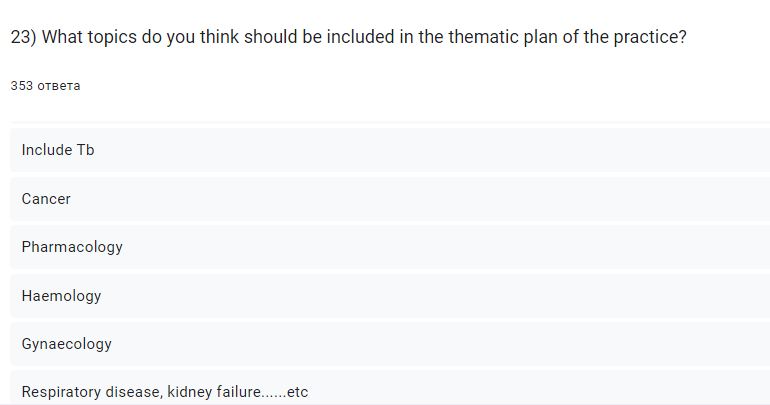 23) What topics do you think should be included in the thematic plan of the practice?
353 ответа
Include Tb
Cancer
Pharmacology
Haemology
Gynaecology
Respiratory disease, kidney failure......etc